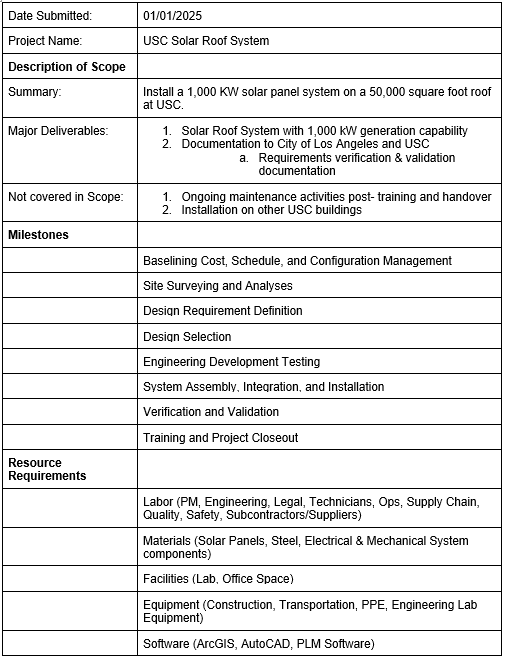 Date Submitted: 01/01/2025
Project Name: USC Solar Roof System
Description of Scope
Summary: Install a 1,000 KW solar panel system on a 50,000 square foot roof
at USC.
Major Deliverables: 1. Solar Roof System with 1,000 kW generation capability
2. Documentation to City of Los Angeles and USC
a. Requirements verification & validation
documentation
Not covered in Scope: 1. Ongoing maintenance activities post- training and handover
2. Installation on other USC buildings
Milestones
Baselining Cost, Schedule, and Configuration Management
Site Surveying and Analyses
Design Requirement Definition
Design Selection
Engineering Development Testing
System Assembly, Integration, and Installation
Verification and Validation
Training and Project Closeout
Resource
Requirements
Labor (PM, Engineering, Legal, Technicians, Ops, Supply Chain,
Quality, Safety, Subcontractors/Suppliers)
Materials (Solar Panels, Steel, Electrical & Mechanical System
components)
Facilities (Lab, Office Space)
Equipment (Construction, Transportation, PPE, Engineering Lab
Equipment)
Software (ArcGIS, AutoCAD, PLM Software)